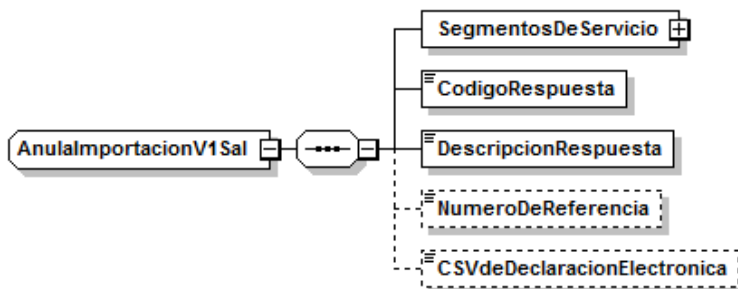 SegmentosDeServicio
CodigoRespuesta
AnulaImportacionV1Sal
DescripcionRespuesta
NumeroDeReferencia
CSVdeDeclaracionElectronica